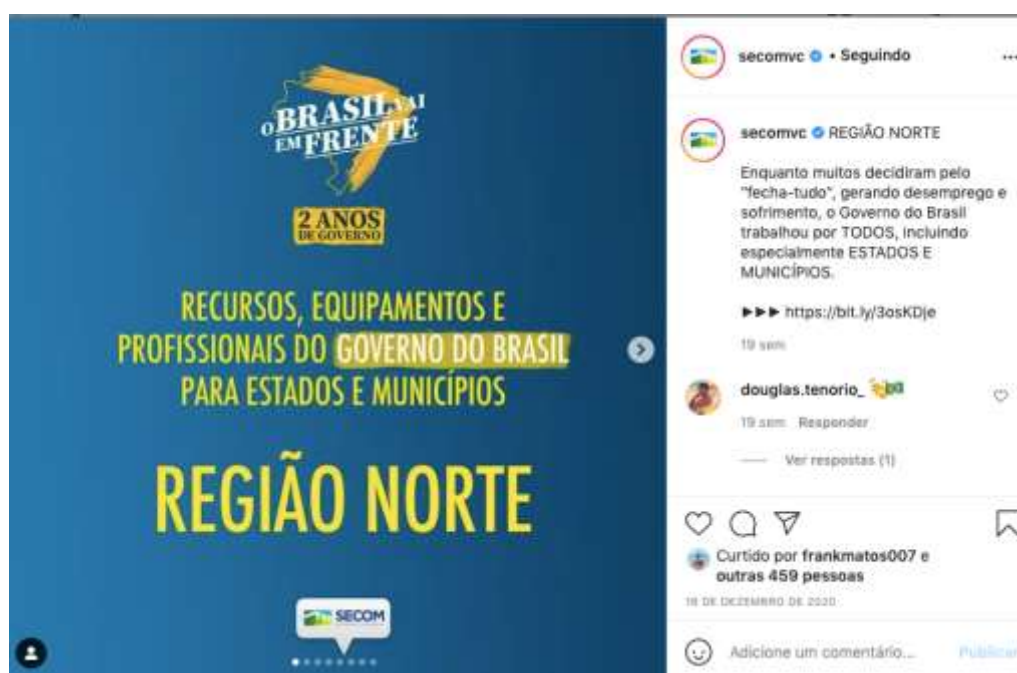 O BRASIL VAI
EM FRENTE
2 ANOS
DE GOVERNO
RECURSOS, EQUIPAMENTOS E
PROFISSIONAIS DO GOVERNO DO BRASIL
PARA ESTADOS E MUNICÍPIOS
REGIÃO NORTE
SECOM
secomvc • Seguindo
secomvc REGIÃO NORTE
Enquanto muitos decidiram pelo
"fecha-tudo", gerando desemprego e
sofrimento, o Governo do Brasil
trabalhou por TODOS, incluindo
especialmente ESTADOS E
MUNICÍPIOS.
►►► https://bit.ly/3osKDje
19 sem
douglas.tenorio_
19 sem Responder
Ver respostas (1)
Curtido por frankmatos007 e
outras 459 pessoas
DE DEZEMBRO DE 2020
Adicione um comentário... Publicar